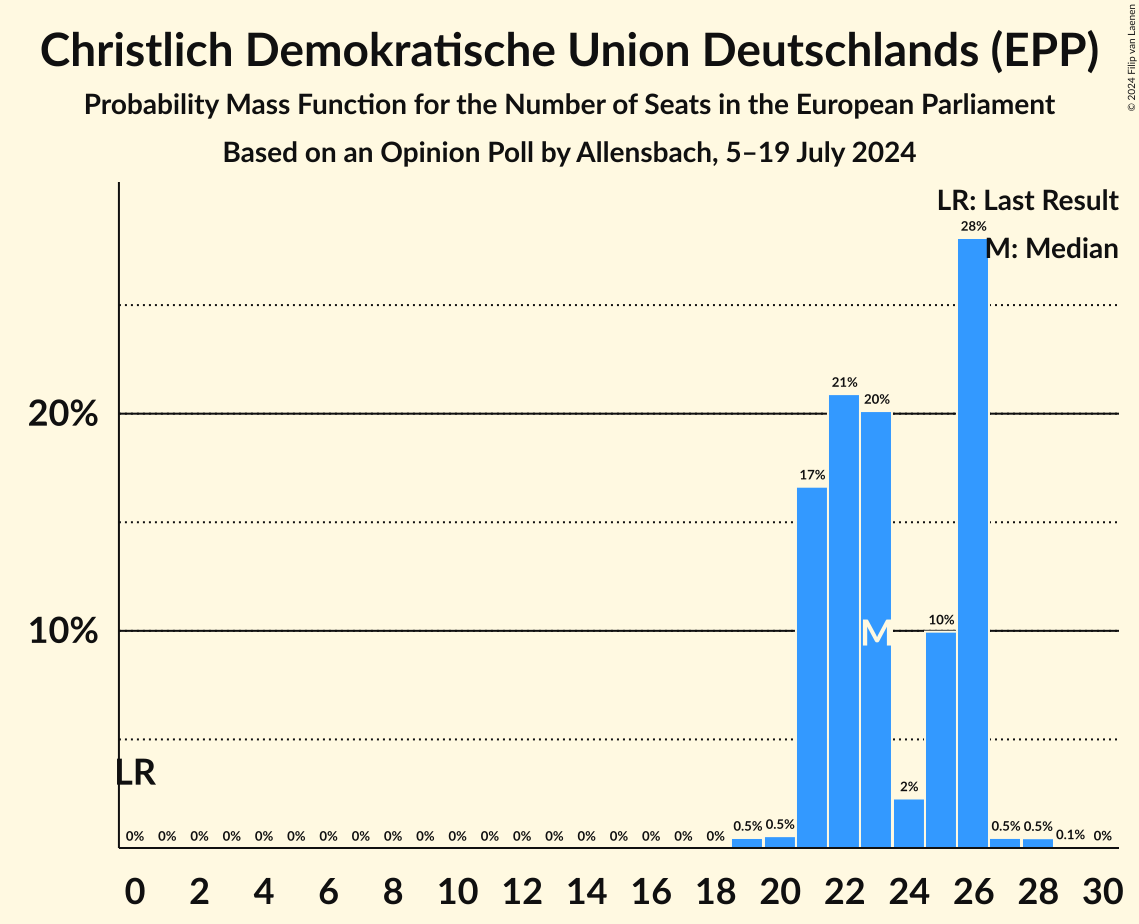 Christlich Demokratische Union Deutschlands (EPP)
Probability Mass Function for the Number of Seats in the European Parliament
Based on an Opinion Poll by Allensbach, 5–19 July 2024
© 2024 Filip van Laenen
LR: Last Result
M: Median
28%
21%
20%
20%
17%
10%
10%
M
LR
2%
0% 0% 0% 0% 0% 0% 0% 0% 0% 0% 0% 0% 0% 0% 0% 0% 0% 0% 0% 0.5% 0.5% 0.5% 0.5% 0.1% 0%
0 2 4 6 8 10 12 14 16 18 20 22 24 26 28 30